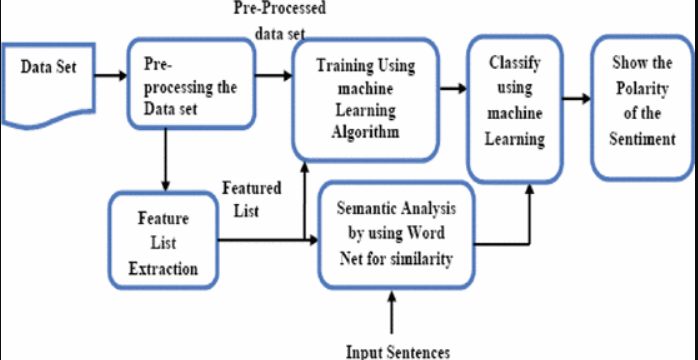 Pre-Processed
data set
Data Set
Pre-
processing the
Data set
Training Using
machine
Learning
Algorithm
Classify
using
machine
Learning
Show the
Polarity
of the
Sentiment
Feature
List
Extraction
Featured
List
Semantic Analysis
by using Word
Net for similarity
Input Sentences